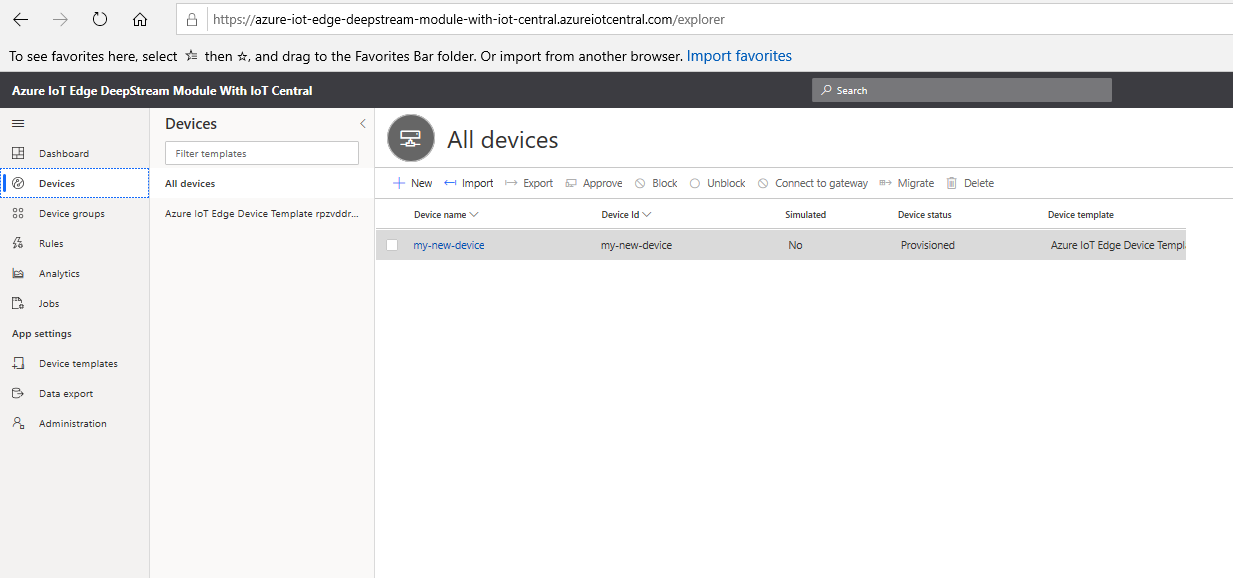 https://azure-iot-edge-deepstream-module-with-iot-central.azureiotcentral.com/explorer
To see favorites here, select then ☆, and drag to the Favorites Bar folder. Or import from another browser. Import favorites
Azure IoT Edge DeepStream Module With IoT Central
Search
Dashboard
Devices
Device groups
Rules
Analytics
Jobs
App settings
Device templates
Data export
Administration
Devices
Filter templates
All devices
Azure IoT Edge Device Template rpzvddr...
All devices
New Import Export Approve Block Unblock Connect to gateway Migrate Delete
Device name Device Id Simulated Device status Device template
my-new-device my-new-device No Provisioned Azure IoT Edge Device Templ